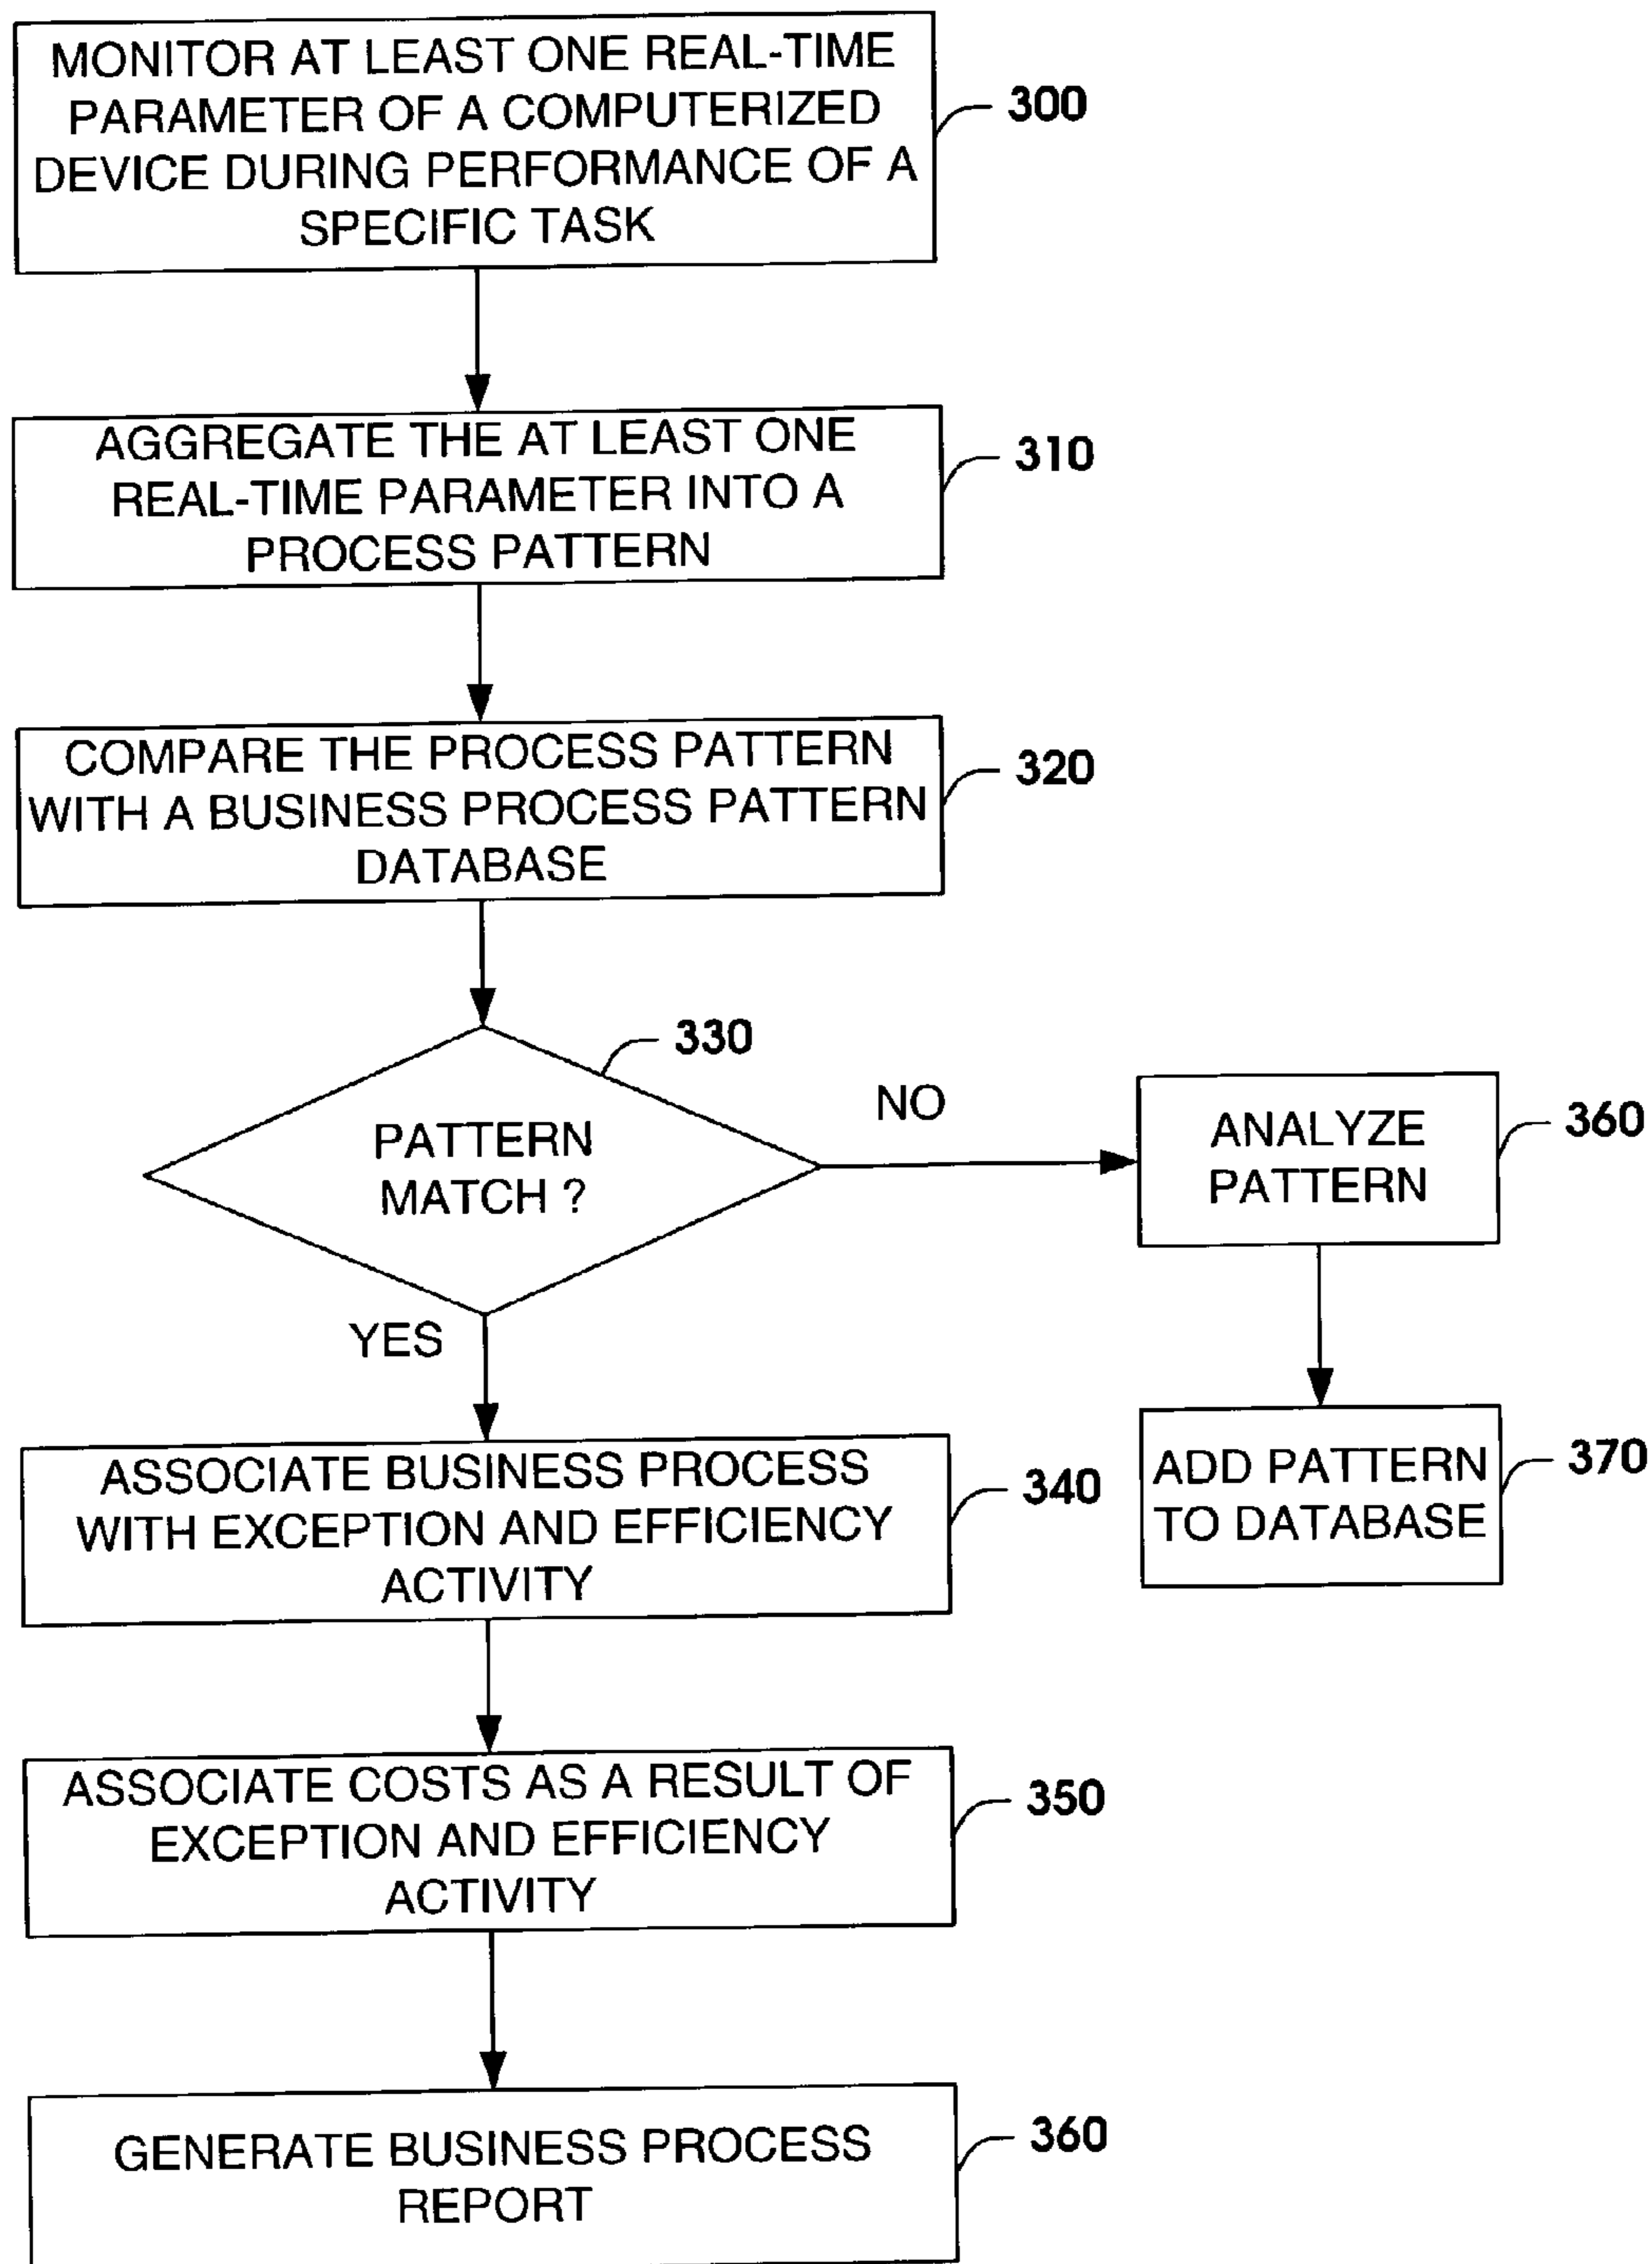 MONITOR AT LEAST ONE REAL-TIME
PARAMETER OF A COMPUTERIZED
DEVICE DURING PERFORMANCE OF A
SPECIFIC TASK
300
AGGREGATE THE AT LEAST ONE
REAL-TIME PARAMETER INTO A
PROCESS PATTERN
310
COMPARE THE PROCESS PATTERN
WITH A BUSINESS PROCESS PATTERN
DATABASE
320
330
PATTERN
MATCH ?
NO
ANALYZE
PATTERN
360
YES
ADD PATTERN
TO DATABASE
370
ASSOCIATE BUSINESS PROCESS
WITH EXCEPTION AND EFFICIENCY
ACTIVITY
340
ASSOCIATE COSTS AS A RESULT OF
EXCEPTION AND EFFICIENCY
ACTIVITY
350
GENERATE BUSINESS PROCESS
REPORT
360